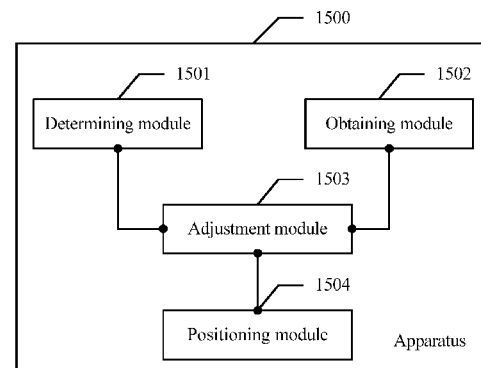 1500
1501
1502
Determining module
Obtaining module
1503
Adjustment module
1504
Positioning module
Apparatus